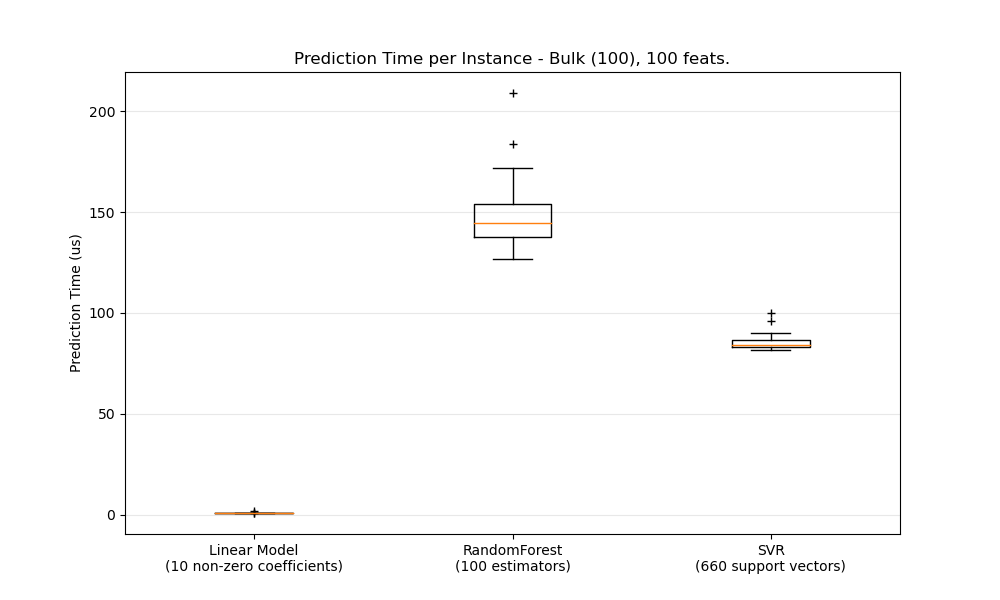 Prediction Time per Instance - Bulk (100), 100 feats.
Prediction Time (us)
200
150
100
50
0
Linear Model
(10 non-zero coefficients)
RandomForest
(100 estimators)
SVR
(660 support vectors)